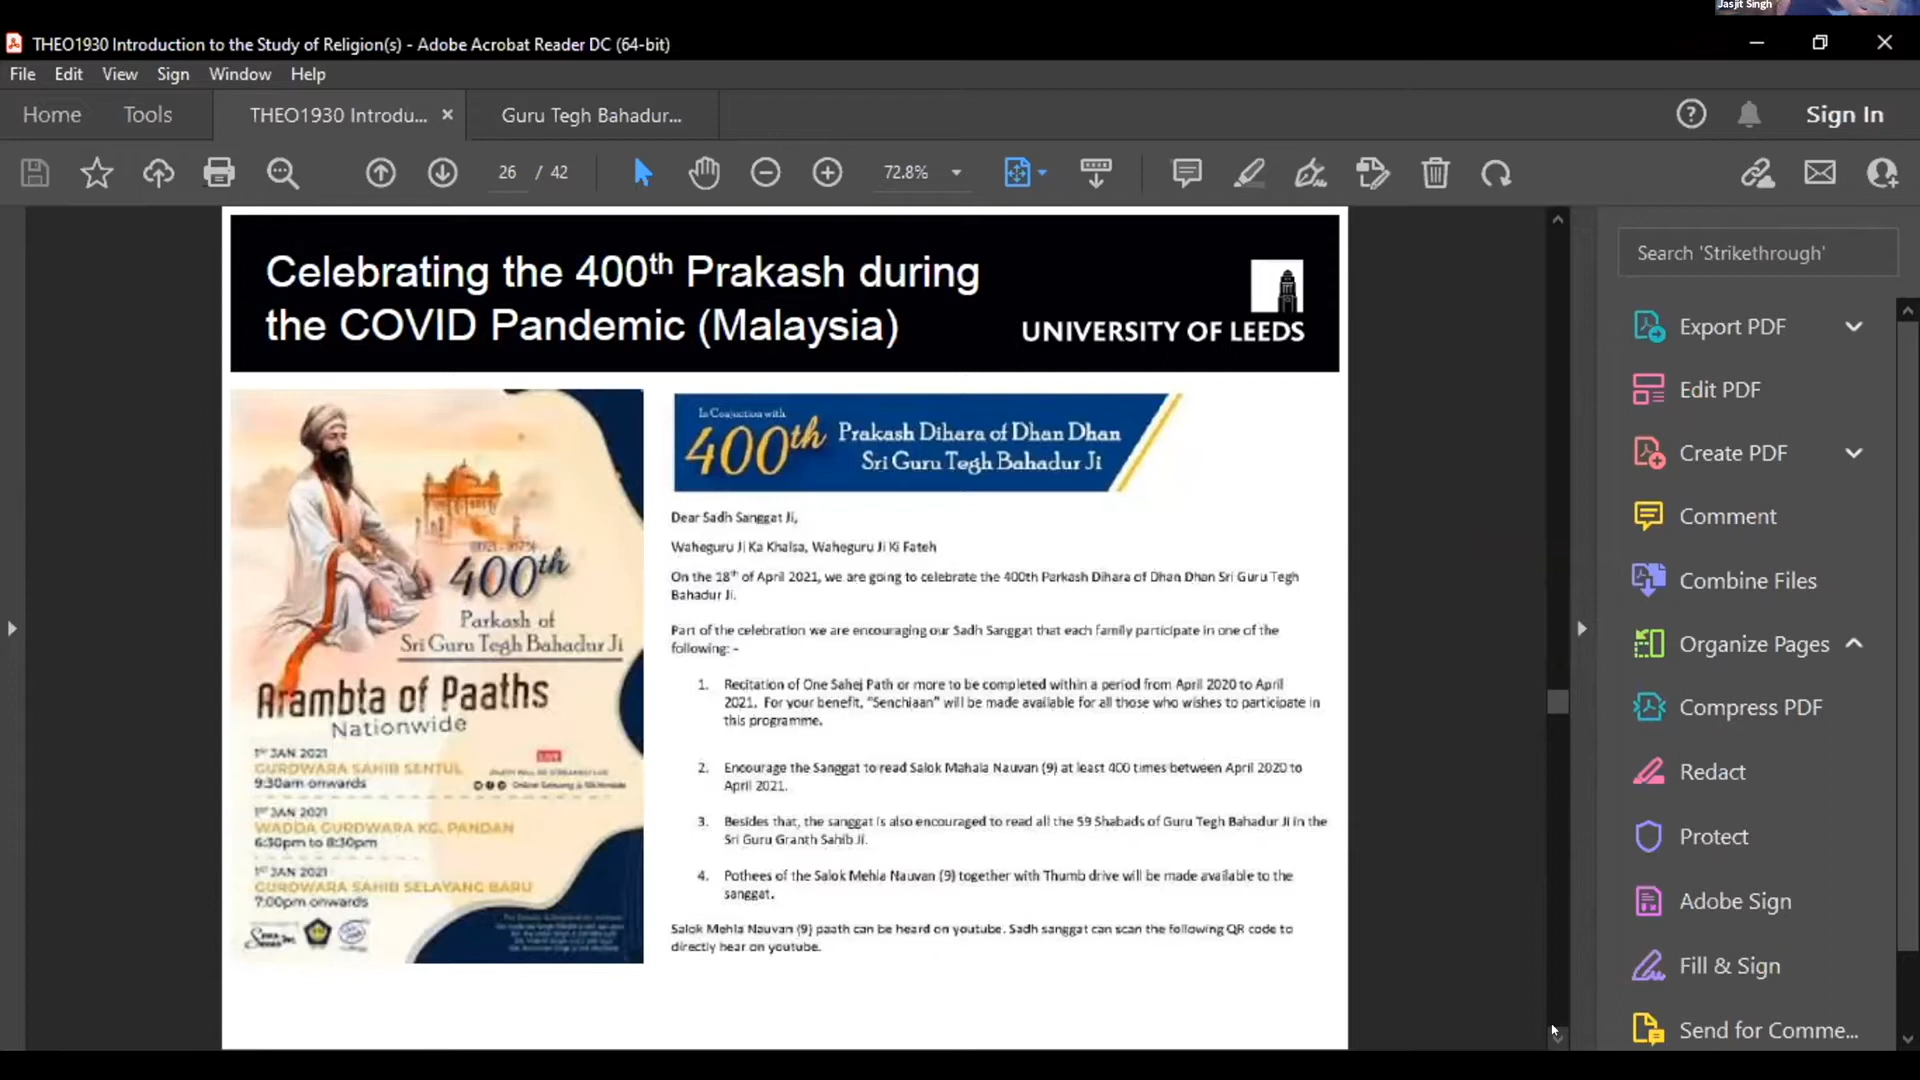 Jasjit Singh
THEO1930 Introduction to the Study of Religion(s) - Adobe Acrobat Reader DC (64-bit)
File Edit View Sign Window Help
Home Tools THEO1930 Introdu... × Guru Tegh Bahadur... Sign In
26 / 42 72.8%
Celebrating the 400th Prakash during
the COVID Pandemic (Malaysia)
UNIVERSITY OF LEEDS
400th
Parkash of
Sri Guru Tegh Bahadur Ji
Arambta of Paaths
Nationwide
1ST JAN 2021
GURDWARA SAHIB SENTUL
9:30am onwards
LIVE
1ST JAN 2021
WADDA GURDWARA KG. PANDAN
6:30pm to 8:30pm
1ST JAN 2021
GURDWARA SAHIB SELAYANG BARU
7:00pm onwards
In Conjuction with
400th Prakash Dihara of Dhan Dhan
Sri Guru Tegh Bahadur Ji
Dear Sadh Sanggat Ji,
Waheguru Ji Ka Khalsa, Waheguru Ji Ki Fateh
On the 18th of April 2021, we are going to celebrate the 400th Parkash Dihara of Dhan Dhan Sri Guru Tegh
Bahadur Ji.
Part of the celebration we are encouraging our Sadh Sanggat that each family participate in one of the
following: -
1. Recitation of One Sahej Path or more to be completed within a period from April 2020 to April
2021. For your benefit, "Senchiaan" will be made available for all those who wishes to participate in
this programme.
2. Encourage the Sanggat to read Salok Mahala Nauvan (9) at least 400 times between April 2020 to
April 2021.
3. Besides that, the sanggat is also encouraged to read all the 59 Shabads of Guru Tegh Bahadur Ji in the
Sri Guru Granth Sahib Ji.
4. Pothees of the Salok Mehla Nauvan (9) together with Thumb drive will be made available to the
sanggat.
Salok Mehla Nauvan (9) paath can be heard on youtube. Sadh sanggat can scan the following QR code to
directly hear on youtube.
Search 'Strikethrough'
Export PDF
Edit PDF
Create PDF
Comment
Combine Files
Organize Pages
Compress PDF
Redact
Protect
Adobe Sign
Fill & Sign
Send for Comme...